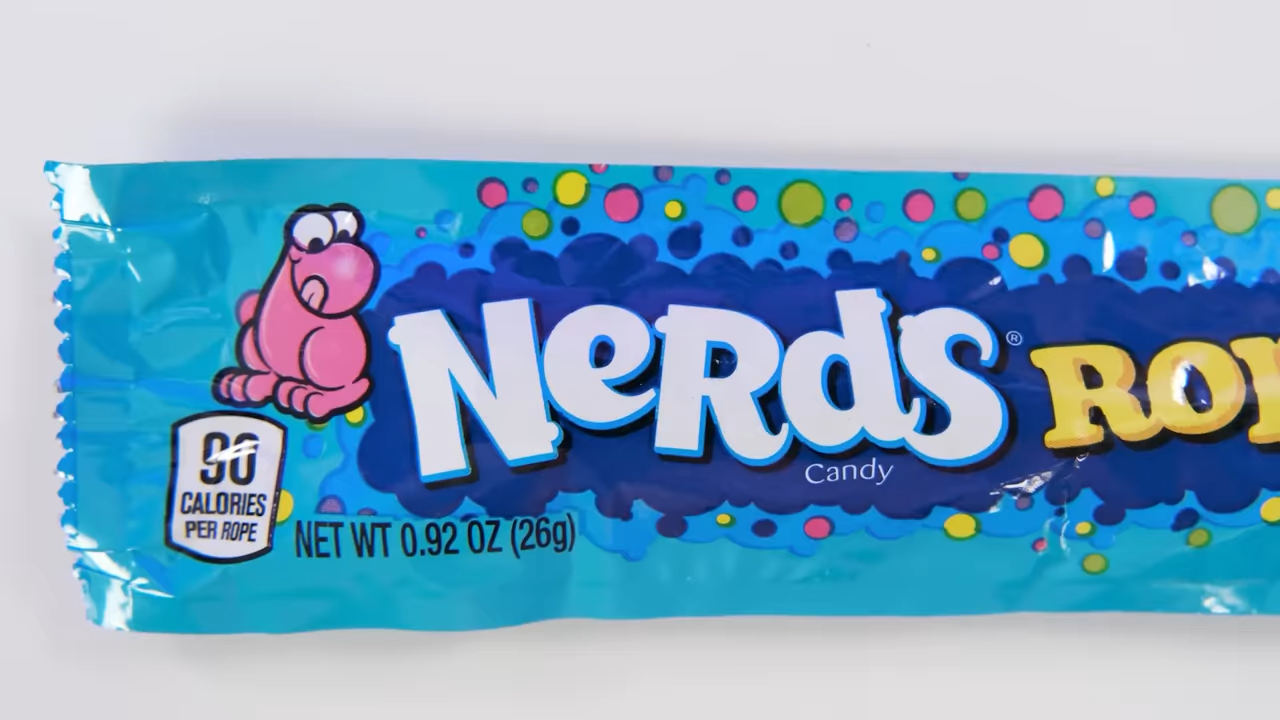 NeRdS®
Candy
90
CALORIES
PER ROPE
NET WT 0.92 OZ (26g)